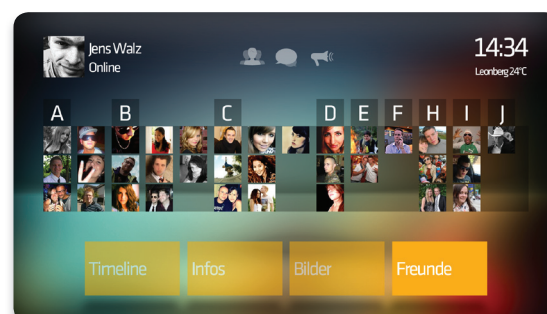 Jens Walz
Online
14:34
Leonberg 24°C
A B C D E F H I J
Timeline
Infos
Bilder
Freunde